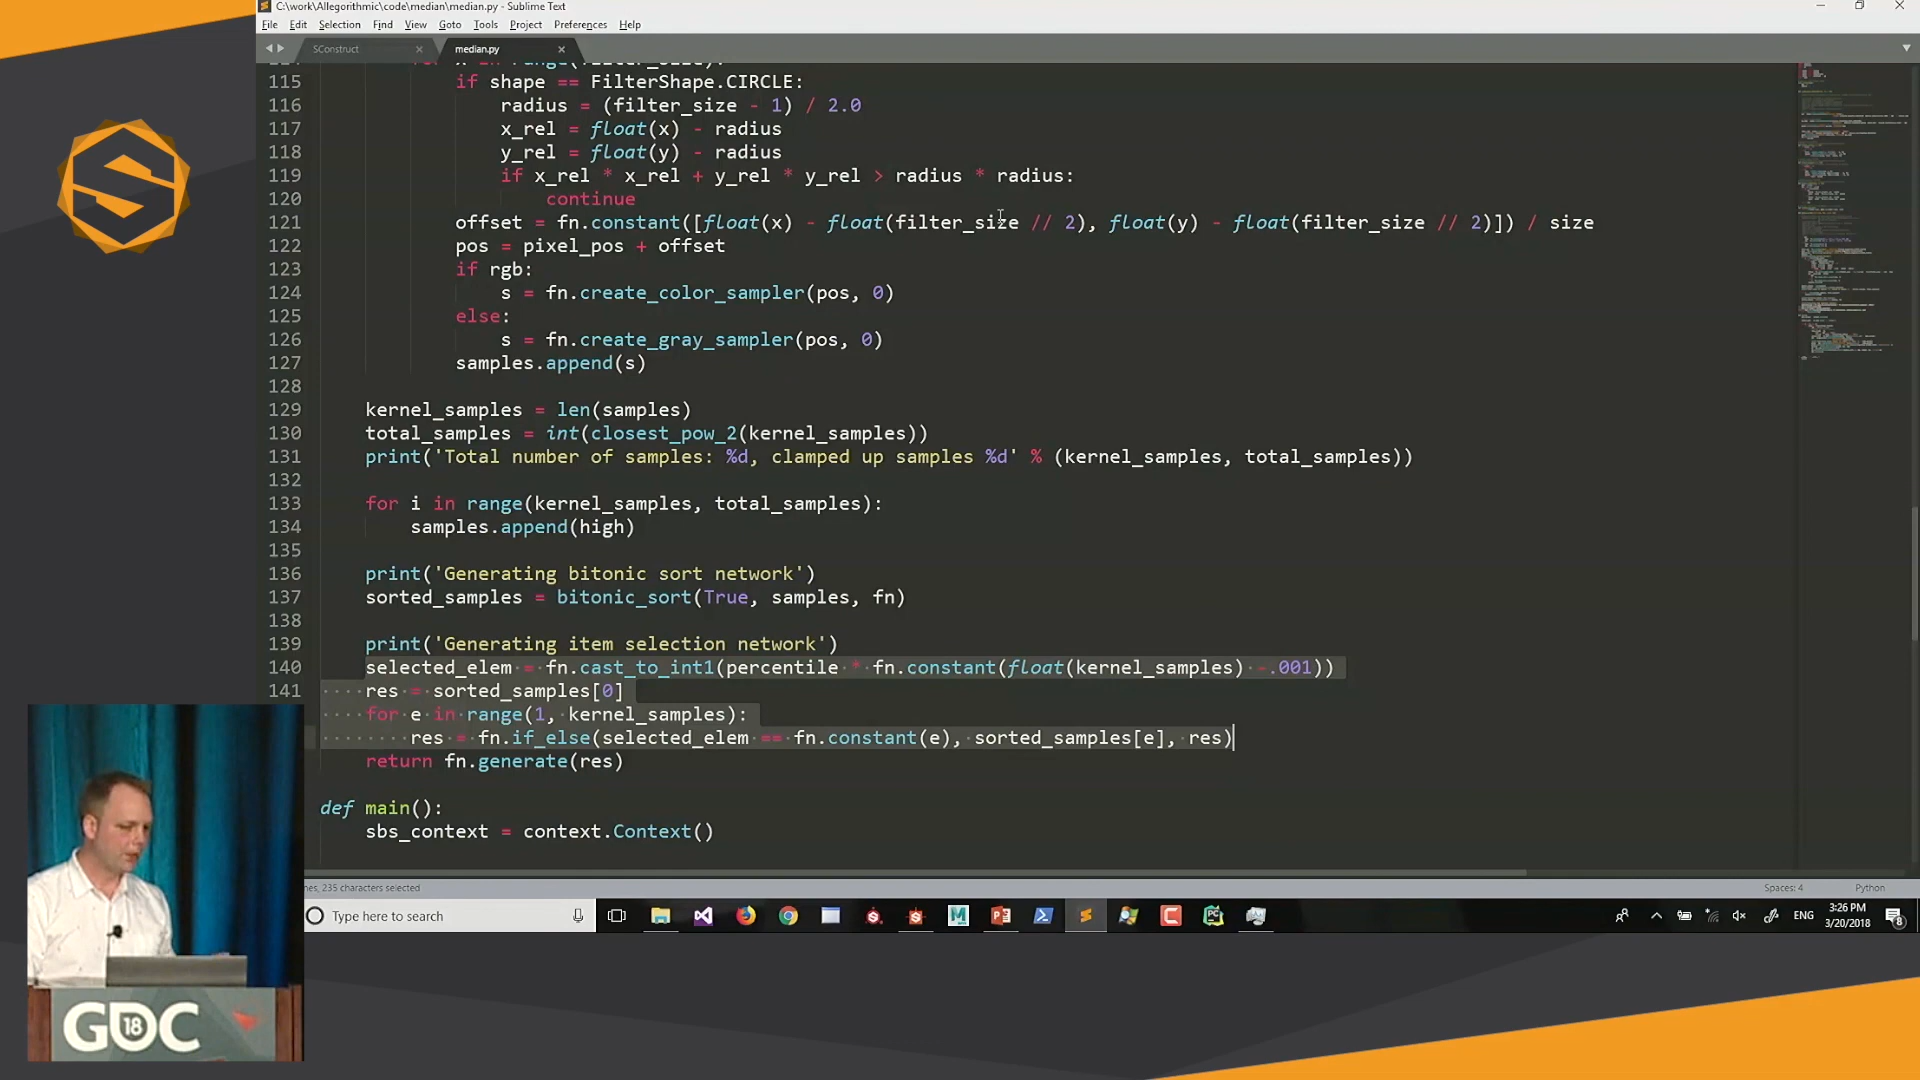 C:\work\Allegorithmic\code\median\median.py - Sublime Text
File Edit Selection Find View Goto Tools Project Preferences Help
SConstruct median.py
115 if shape == FilterShape.CIRCLE:
116 radius = (filter_size - 1) / 2.0
117 x_rel = float(x) - radius
118 y_rel = float(y) - radius
119 if x_rel * x_rel + y_rel * y_rel > radius * radius:
120 continue
121 offset = fn.constant([float(x) - float(filter_size // 2), float(y) - float(filter_size // 2)]) / size
122 pos = pixel_pos + offset
123 if rgb:
124 s = fn.create_color_sampler(pos, 0)
125 else:
126 s = fn.create_gray_sampler(pos, 0)
127 samples.append(s)
128
129 kernel_samples = len(samples)
130 total_samples = int(closest_pow_2(kernel_samples))
131 print('Total number of samples: %d, clamped up samples %d' % (kernel_samples, total_samples))
132
133 for i in range(kernel_samples, total_samples):
134 samples.append(high)
135
136 print('Generating bitonic sort network')
137 sorted_samples = bitonic_sort(True, samples, fn)
138
139 print('Generating item selection network')
140 selected_elem = fn.cast_to_int1(percentile * fn.constant(float(kernel_samples) -.001))
141 res = sorted_samples[0]
for e in range(1, kernel_samples):
res = fn.if_else(selected_elem == fn.constant(e), sorted_samples[e], res)
return fn.generate(res)
def main():
sbs_context = context.Context()
nes, 235 characters selected
Spaces: 4 Python
Type here to search
ENG
3:26 PM
3/20/2018
8
GDC 18